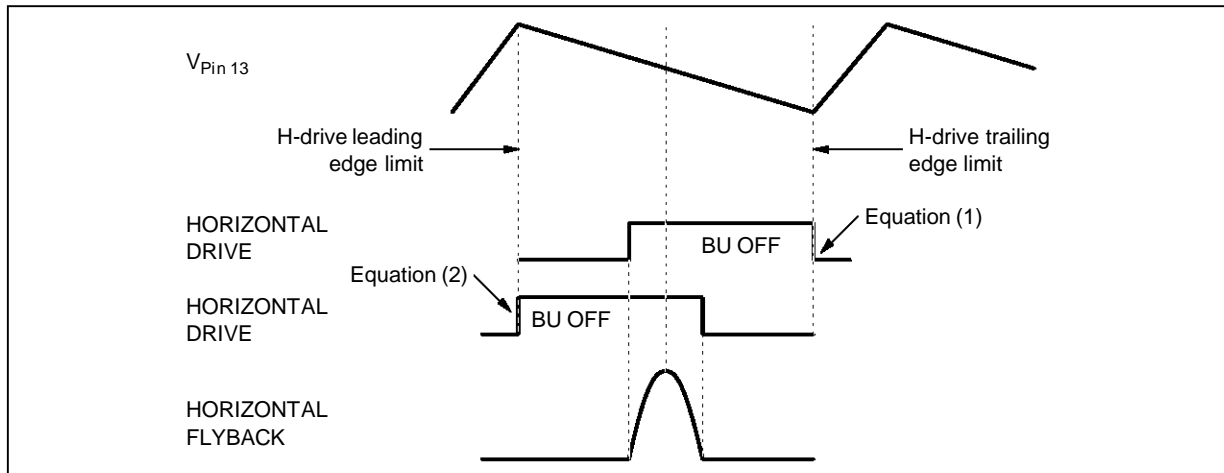 VPin 13
H-drive leading
edge limit
H-drive trailing
edge limit
HORIZONTAL
DRIVE
BU OFF
Equation (1)
Equation (2)
HORIZONTAL
DRIVE
BU OFF
HORIZONTAL
FLYBACK